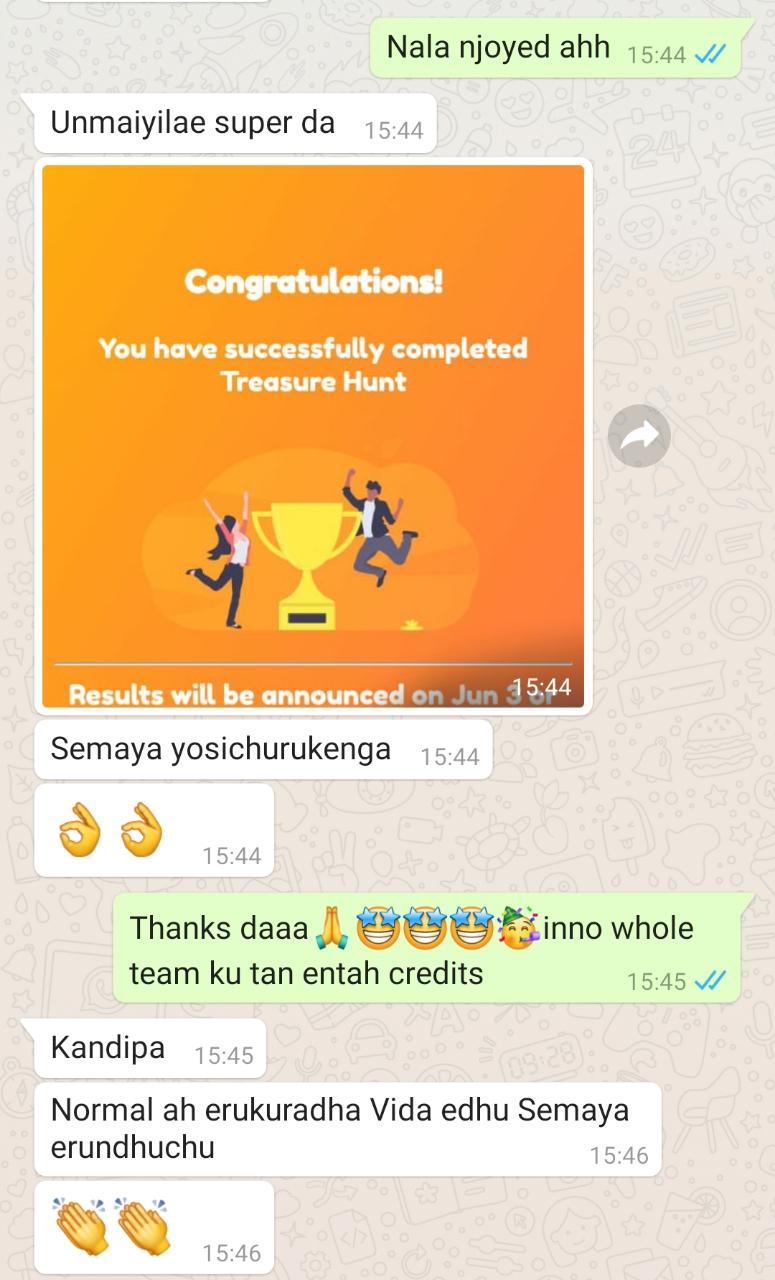 Nala njoyed ahh 15:44
Unmaiyilae super da 15:44
Congratulations!
You have successfully completed
Treasure Hunt
Results will be announced on Jun 3
15:44
Semaya yosichurukenga 15:44
👌👌 15:44
Thanks daaa🙏🤩🤩🤩🥳inno whole
team ku tan entah credits 15:45
Kandipa 15:45
Normal ah erukuradha Vida edhu Semaya
erundhuchu 15:46
👏👏 15:46